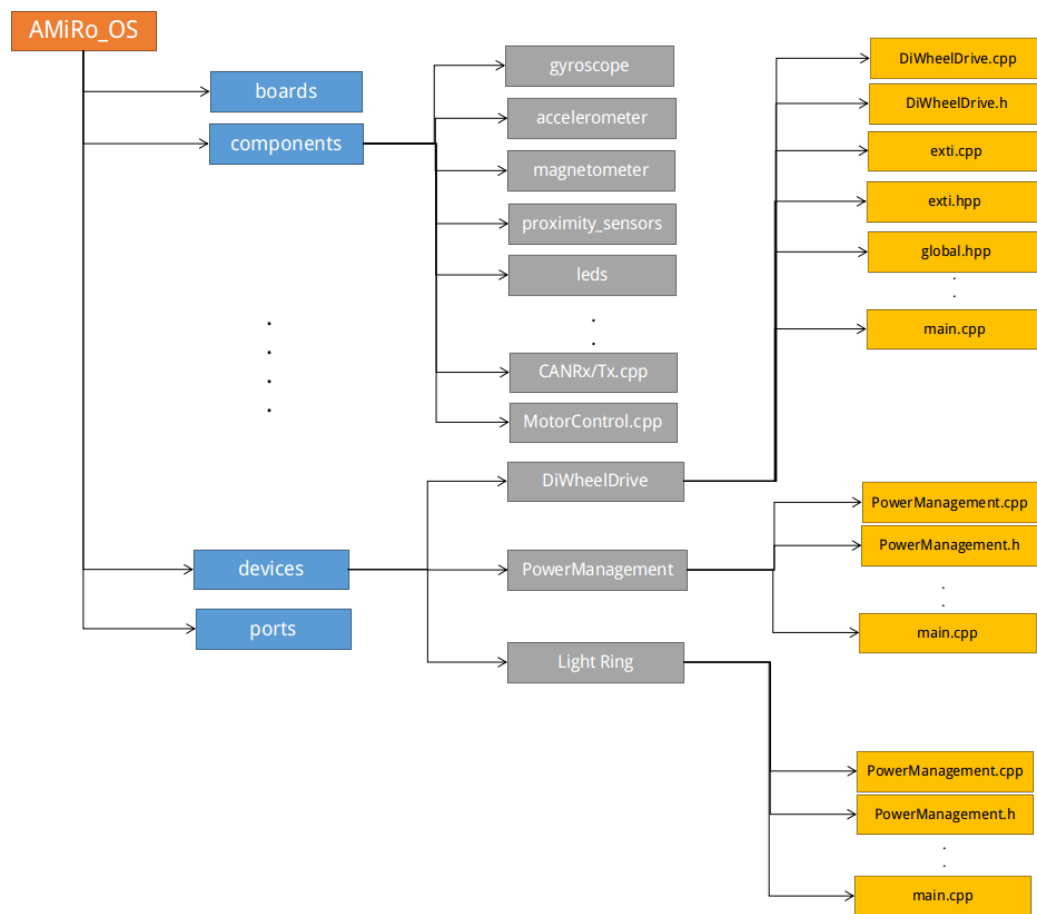 AMiRo_OS
boards
components
devices
ports
gyroscope
accelerometer
magnetometer
proximity_sensors
leds
CANRx/Tx.cpp
MotorControl.cpp
DiWheelDrive
PowerManagement
Light Ring
DiWheelDrive.cpp
DiWheelDrive.h
exti.cpp
exti.hpp
global.hpp
main.cpp
PowerManagement.cpp
PowerManagement.h
main.cpp
PowerManagement.cpp
PowerManagement.h
main.cpp